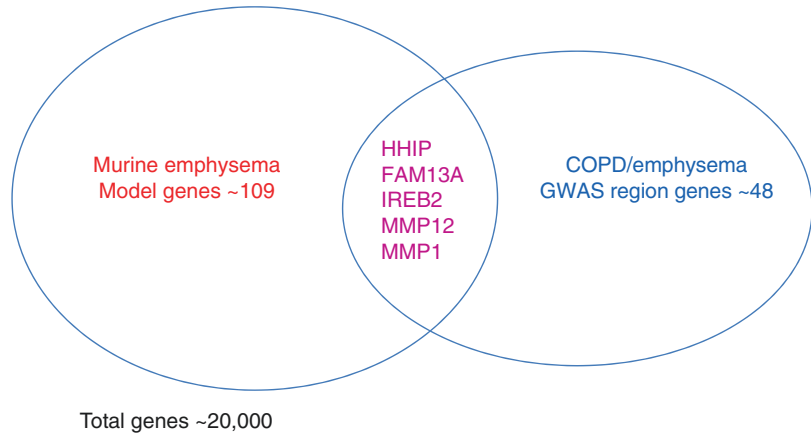 Murine emphysema
Model genes ~109
HHIP
FAM13A
IREB2
MMP12
MMP1
COPD/emphysema
GWAS region genes ~48
Total genes ~20,000